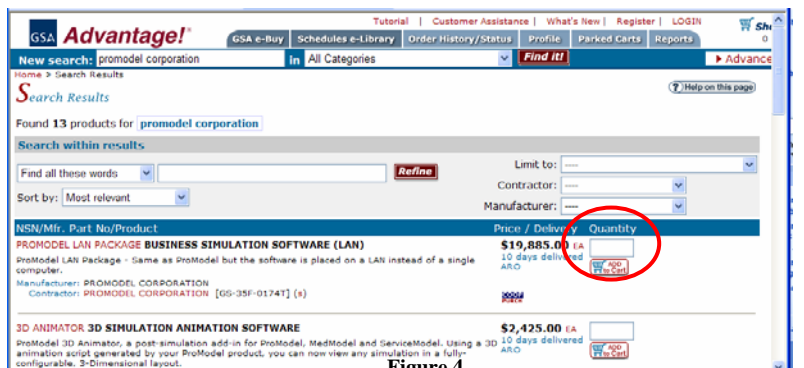 Tutorial | Customer Assistance | What's New | Register | LOGIN
GSA Advantage!
GSA e-Buy Schedules e-Library Order History/Status Profile Parked Carts Reports
New search: promodel corporation in All Categories Find it! Advance
Home > Search Results
Search Results
? Help on this page
Found 13 products for promodel corporation
Search within results
Find all these words Refine Limit to: ----
Contractor: ----
Sort by: Most relevant Manufacturer: ----
NSN/Mfr. Part No/Product Price / Delivery Quantity
PROMODEL LAN PACKAGE BUSINESS SIMULATION SOFTWARE (LAN) $19,885.00 EA
ProModel LAN Package - Same as ProModel but the software is placed on a LAN instead of a single 10 days delivered
computer. ARO ADD to Cart
Manufacturer: PROMODEL CORPORATION
Contractor: PROMODEL CORPORATION [GS-35F-0174T] (s)
3D ANIMATOR 3D SIMULATION ANIMATION SOFTWARE $2,425.00 EA
ProModel 3D Animator, a post-simulation add-in for ProModel, MedModel and ServiceModel. Using a 3D 10 days delivered
animation script generated by your ProModel product, you can now view any simulation in a fully- ARO ADD to Cart
configurable, 3-Dimensional layout.
Figure 4